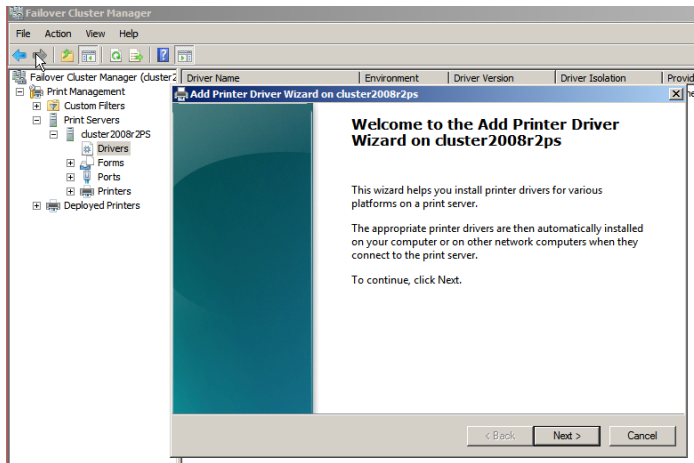 Failover Cluster Manager
File Action View Help
Failover Cluster Manager (cluster2
Driver Name Environment Driver Version Driver Isolation Provid
Print Management
Add Printer Driver Wizard on cluster2008r2ps
Custom Filters
Print Servers
cluster2008r2PS
Drivers
Forms
Ports
Printers
Deployed Printers
Welcome to the Add Printer Driver
Wizard on cluster2008r2ps
This wizard helps you install printer drivers for various
platforms on a print server.
The appropriate printer drivers are then automatically installed
on your computer or on other network computers when they
connect to the print server.
To continue, click Next.
< Back Next > Cancel